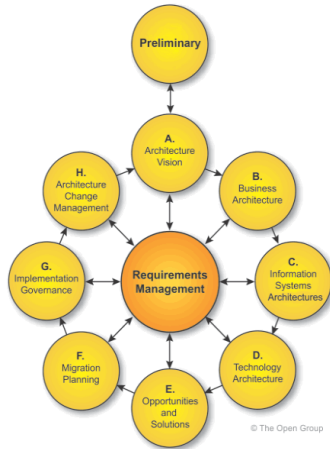 Preliminary
A.
Architecture
Vision
B.
Business
Architecture
C.
Information
Systems
Architectures
D.
Technology
Architecture
E.
Opportunities
and
Solutions
F.
Migration
Planning
G.
Implementation
Governance
H.
Architecture
Change
Management
Requirements
Management
© The Open Group